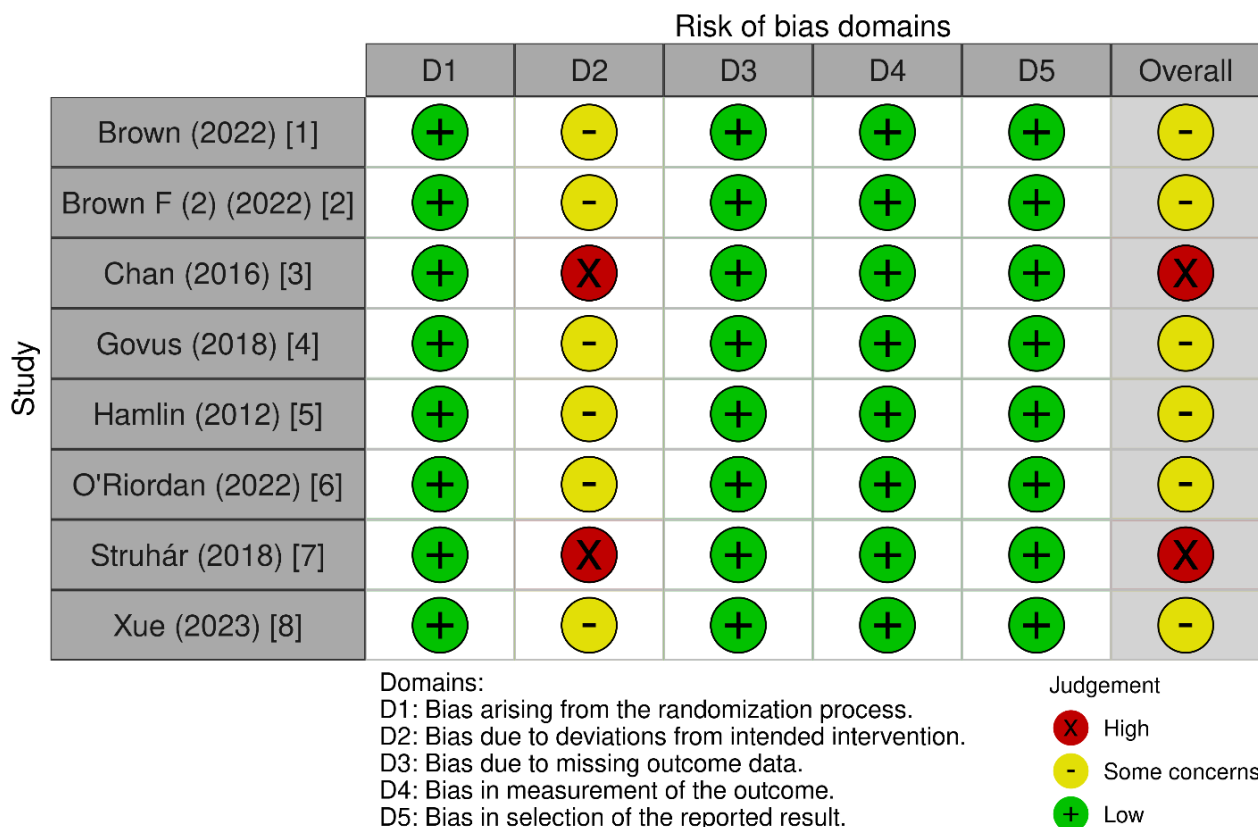 Risk of bias domains
D1 D2 D3 D4 D5 Overall
Study
Brown (2022) [1] + - + + + -
Brown F (2) (2022) [2] + - + + + -
Chan (2016) [3] + X + + + X
Govus (2018) [4] + - + + + -
Hamlin (2012) [5] + - + + + -
O'Riordan (2022) [6] + - + + + -
Struhár (2018) [7] + X + + + X
Xue (2023) [8] + - + + + -
Domains:
D1: Bias arising from the randomization process.
D2: Bias due to deviations from intended intervention.
D3: Bias due to missing outcome data.
D4: Bias in measurement of the outcome.
D5: Bias in selection of the reported result.
Judgement
X High
- Some concerns
+ Low